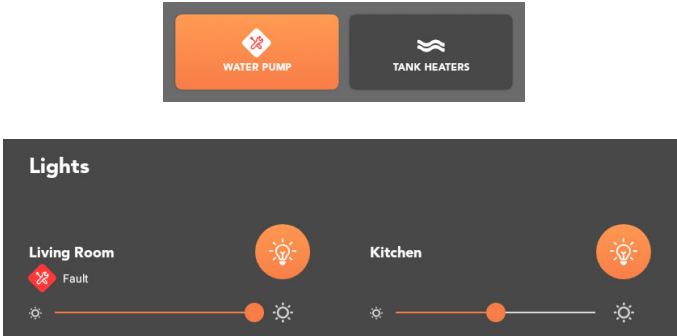 WATER PUMP
TANK HEATERS
Lights
Living Room
Kitchen
Fault